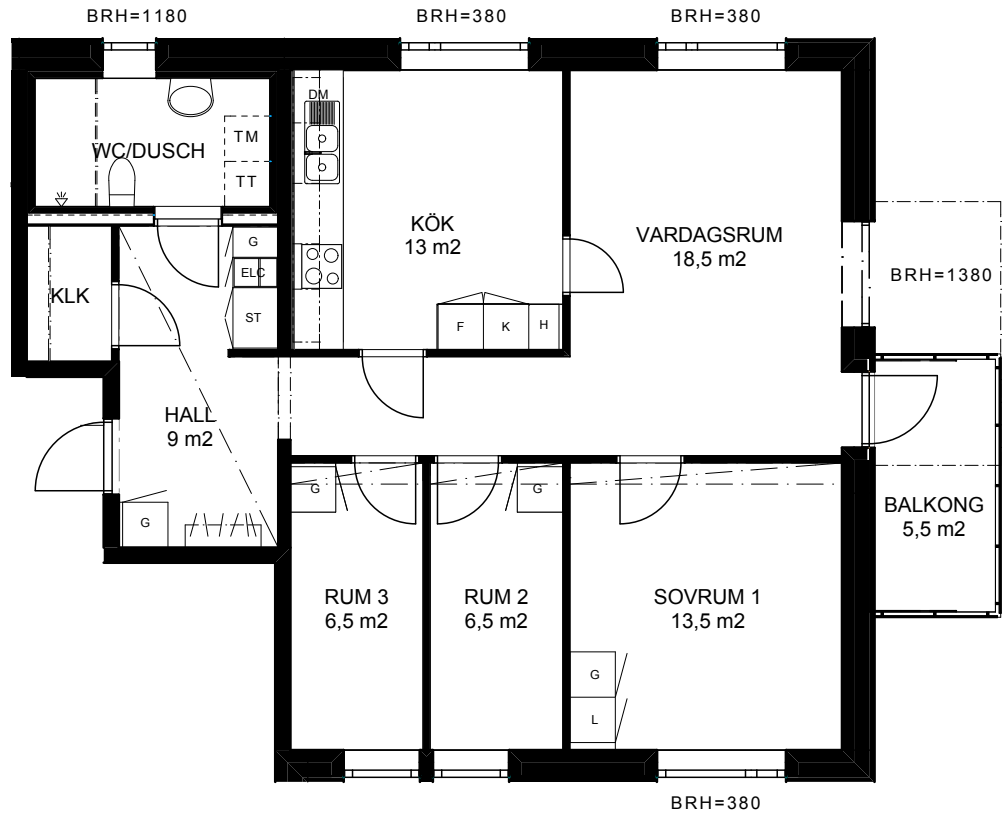 BRH=1180
BRH=380
BRH=380
DM
TM
WC/DUSCH
TT
KÖK
13 m2
VARDAGSRUM
18,5 m2
G
ELC
KLK
ST
BRH=1380
F
K
H
HALL
9 m2
G
G
G
BALKONG
5,5 m2
RUM 3
6,5 m2
RUM 2
6,5 m2
SOVRUM 1
13,5 m2
G
L
BRH=380